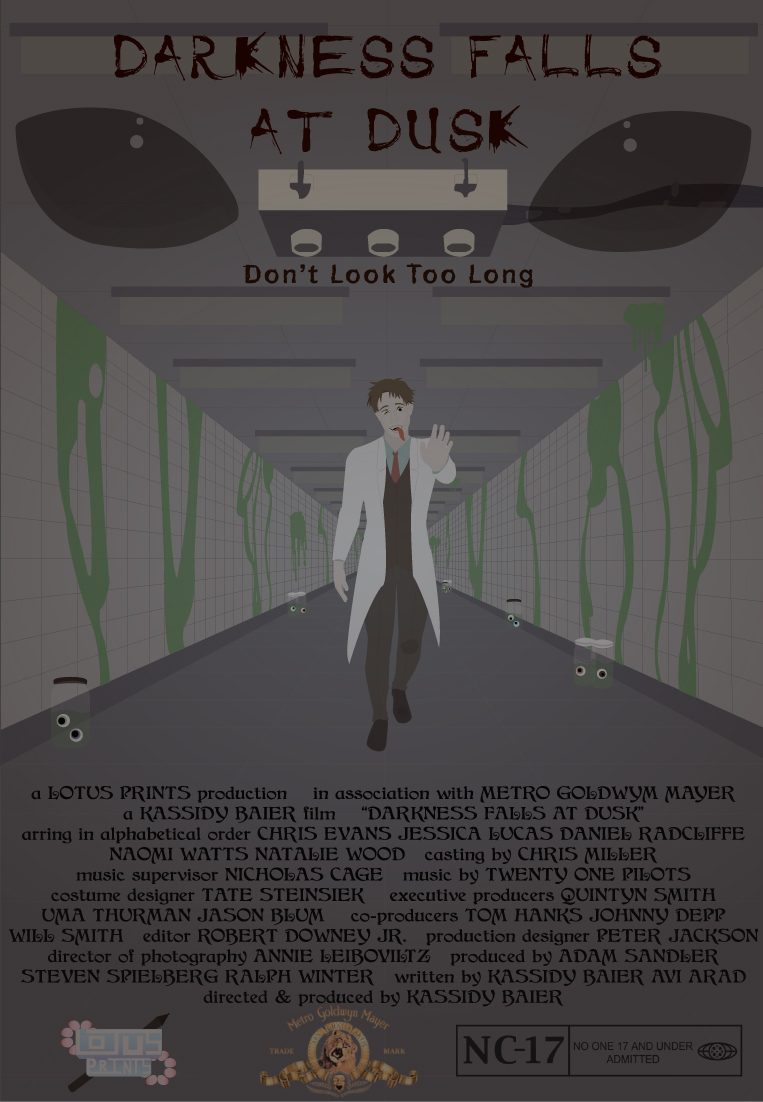 DARKNESS FALLS
AT DUSK
Don't Look Too Long
a LOTUS PRINTS production in association with METRO GOLDWYM MAYER
a KASSIDY BAIER film "DARKNESS FALLS AT DUSK"
arring in alphabetical order CHRIS EVANS JESSICA LUCAS DANIEL RADCLIFFE
NAOMI WATTS NATALIE WOOD casting by CHRIS MILLER
music supervisor NICHOLAS CAGE music by TWENTY ONE PILOTS
costume designer TATE STEINSIEK executive producers QUINTYN SMITH
UMA THURMAN JASON BLUM co-producers TOM HANKS JOHNNY DEPP
WILL SMITH editor ROBERT DOWNEY JR. production designer PETER JACKSON
director of photography ANNIE LEIBOVILTZ produced by ADAM SANDLER
STEVEN SPIELBERG RALPH WINTER written by KASSIDY BAIER AVI ARAD
directed & produced by KASSIDY BAIER
LOTUS
PRINTS
Metro Goldwyn Mayer
TRADE MARK
NC-17
NO ONE 17 AND UNDER
ADMITTED